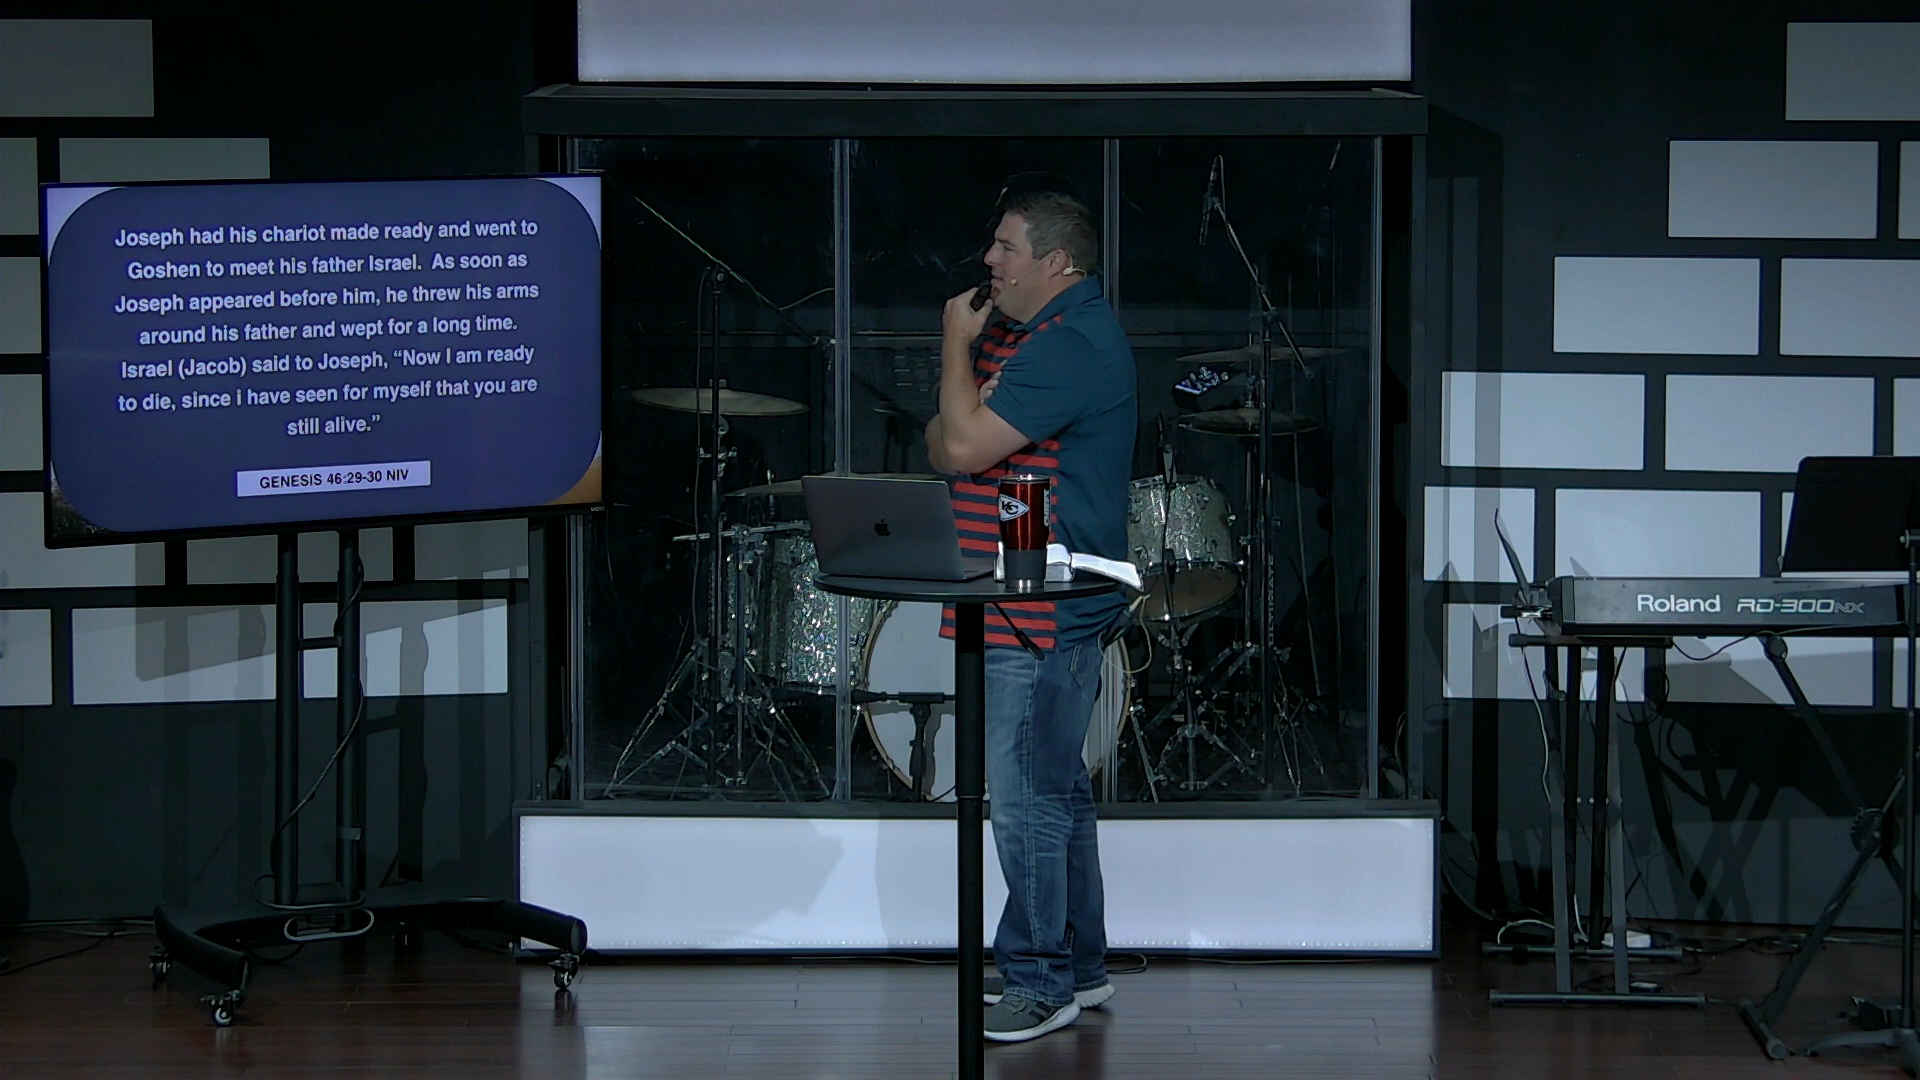 Joseph had his chariot made ready and went to
Goshen to meet his father Israel.  As soon as
Joseph appeared before him, he threw his arms
around his father and wept for a long time.
Israel (Jacob) said to Joseph, “Now I am ready
to die, since i have seen for myself that you are
still alive.”
GENESIS 46:29-30 NIV
KC
Roland RD-300NX